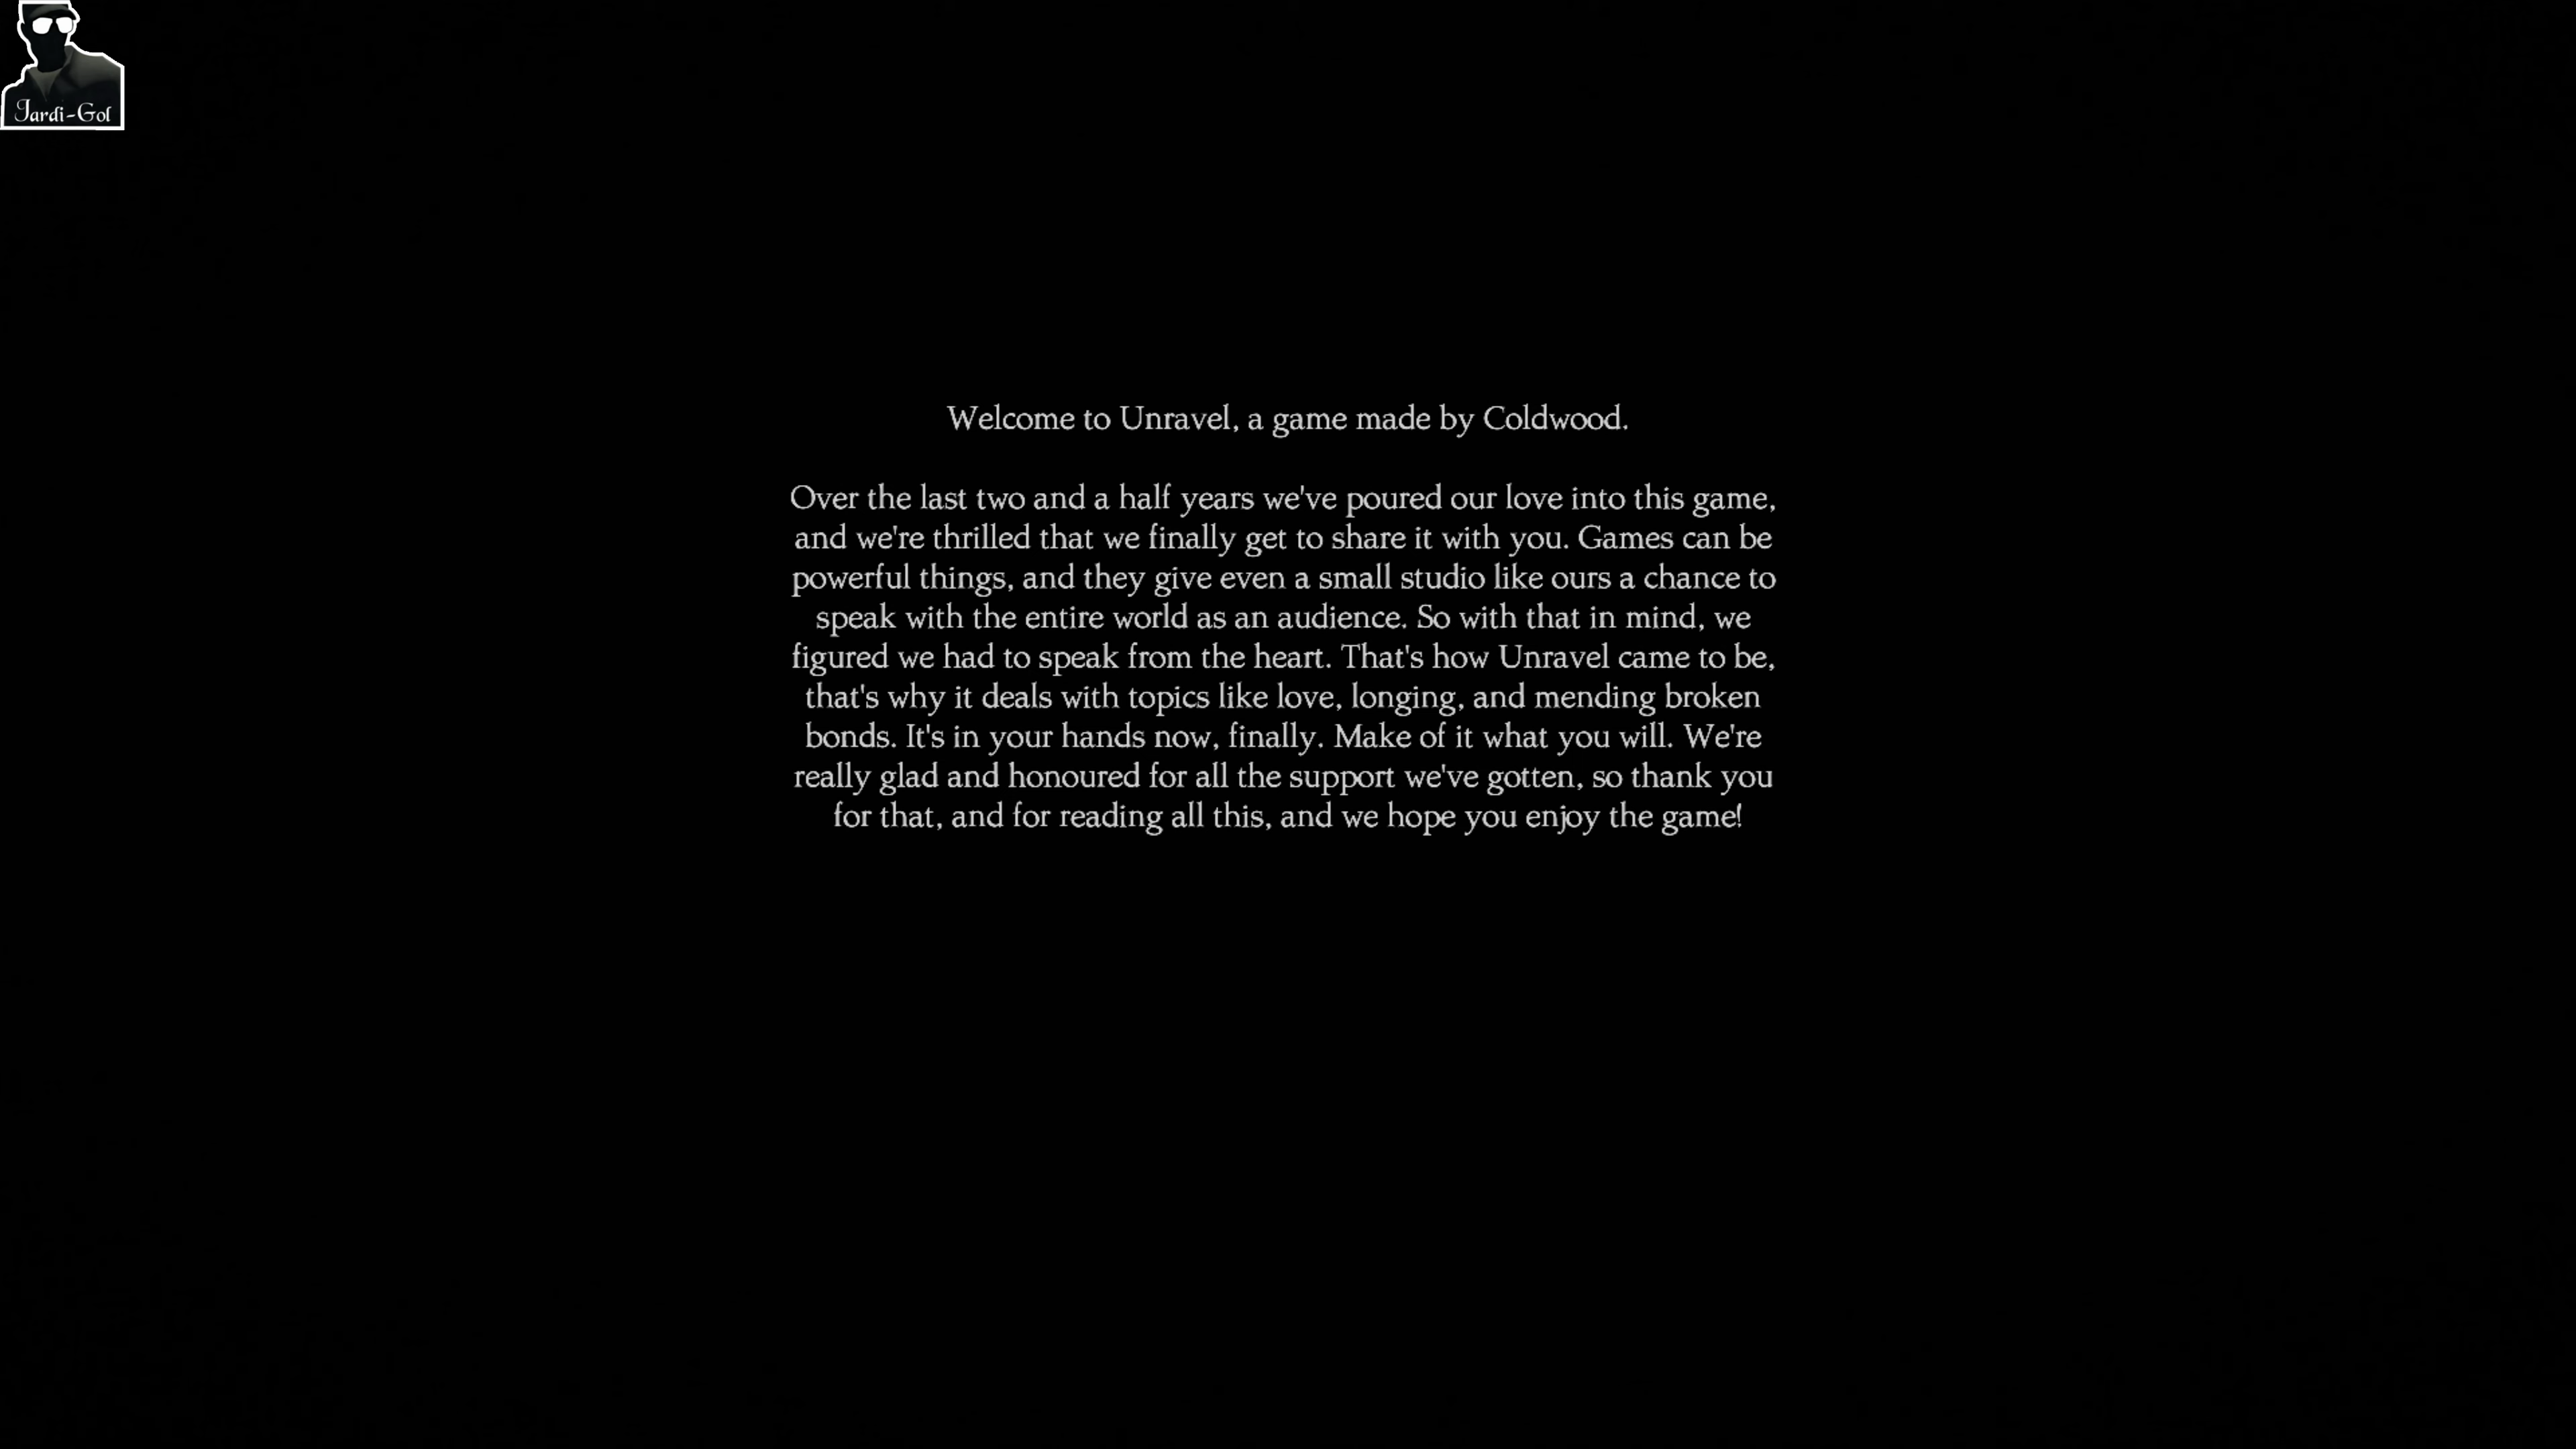 Jardi-Gol
Welcome to Unravel, a game made by Coldwood.
Over the last two and a half years we've poured our love into this game,
and we're thrilled that we finally get to share it with you. Games can be
powerful things, and they give even a small studio like ours a chance to
speak with the entire world as an audience. So with that in mind, we
figured we had to speak from the heart. That's how Unravel came to be,
that's why it deals with topics like love, longing, and mending broken
bonds. It's in your hands now, finally. Make of it what you will. We're
really glad and honoured for all the support we've gotten, so thank you
for that, and for reading all this, and we hope you enjoy the game!